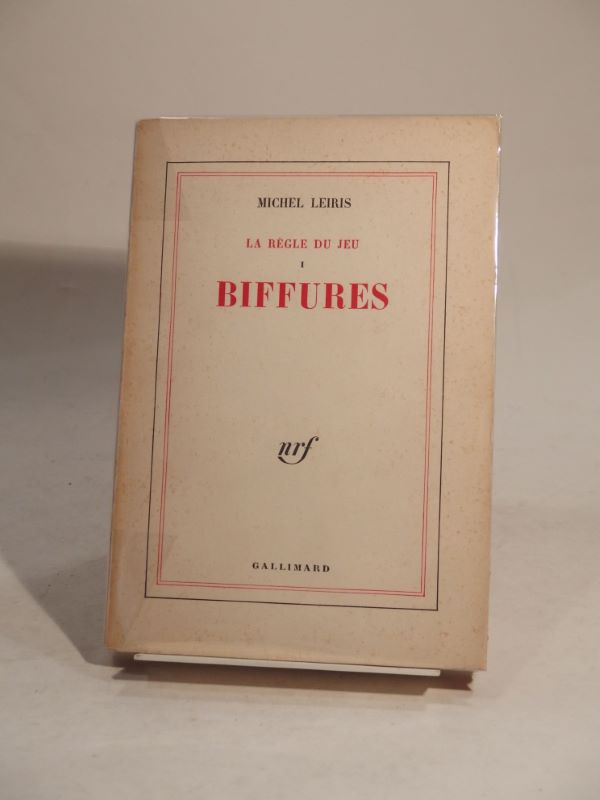 MICHEL LEIRIS
LA RÈGLE DU JEU
I
BIFFURES
nrf
GALLIMARD